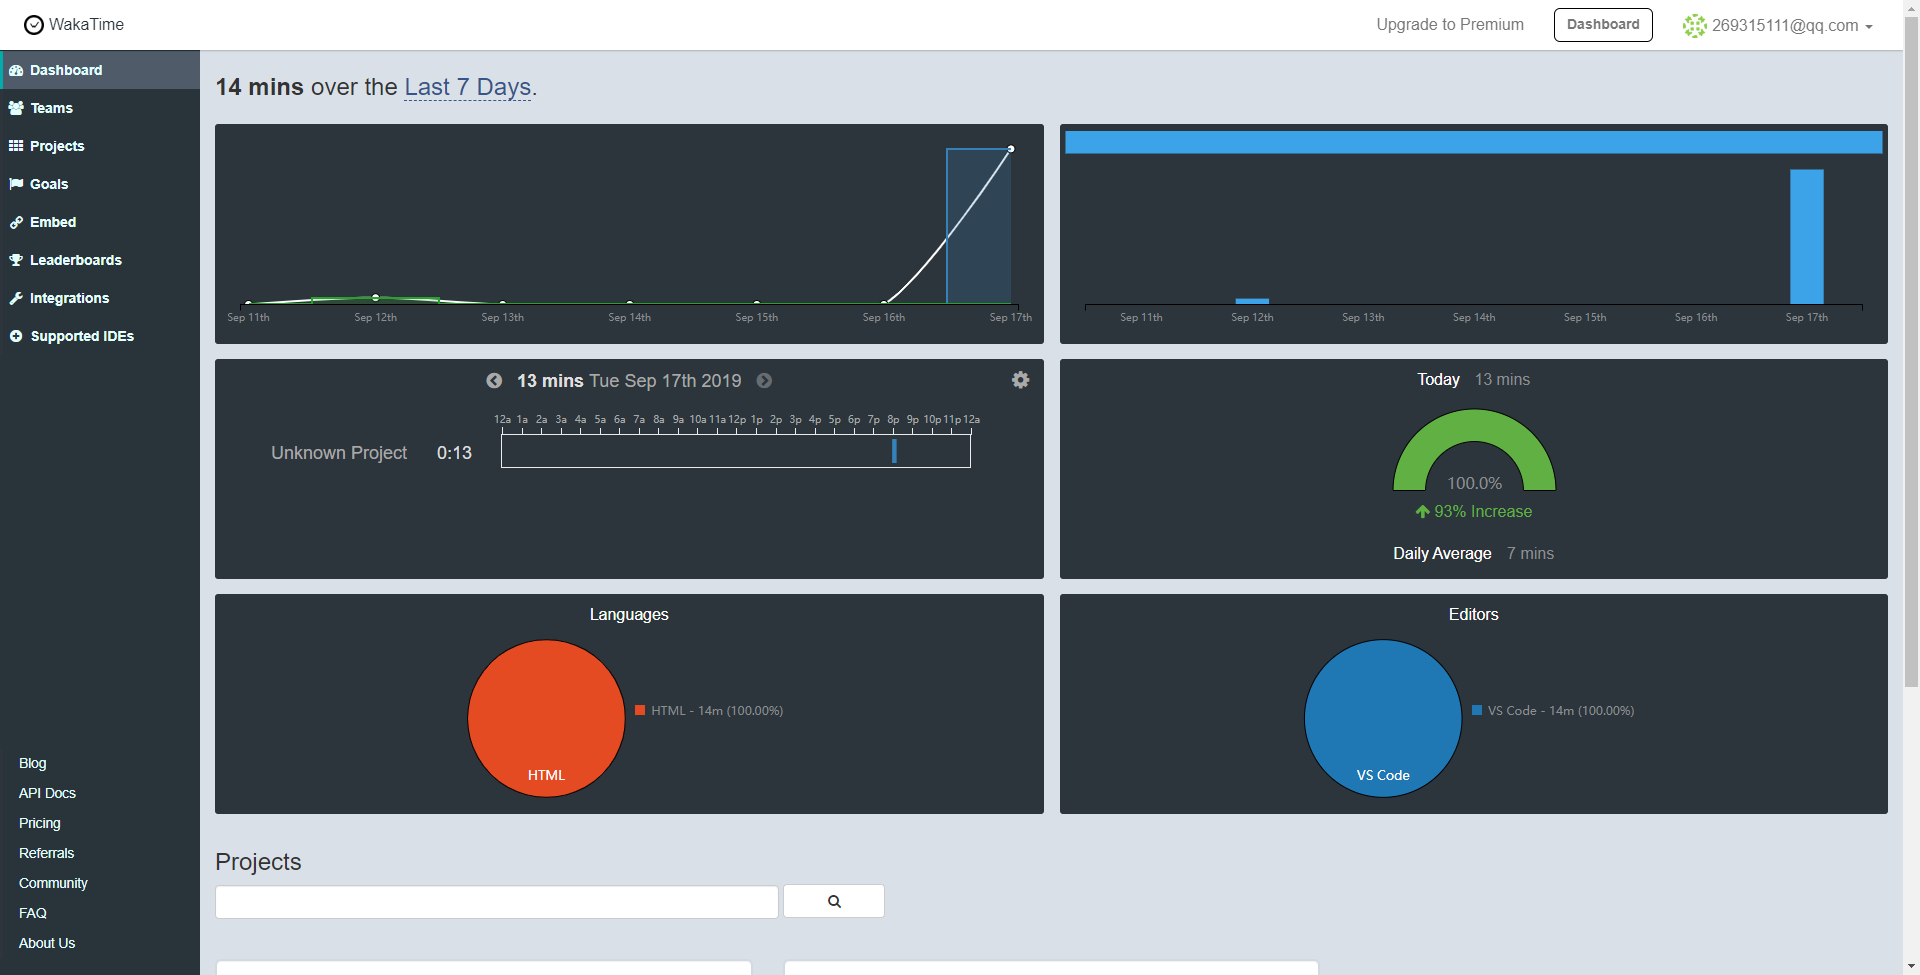 WakaTime
Upgrade to Premium
Dashboard
269315111@qq.com
Dashboard
Teams
Projects
Goals
Embed
Leaderboards
Integrations
Supported IDEs
Blog
API Docs
Pricing
Referrals
Community
FAQ
About Us
14 mins over the Last 7 Days.
Sep 11th Sep 12th Sep 13th Sep 14th Sep 15th Sep 16th Sep 17th
Sep 11th Sep 12th Sep 13th Sep 14th Sep 15th Sep 16th Sep 17th
13 mins Tue Sep 17th 2019
12a 1a 2a 3a 4a 5a 6a 7a 8a 9a 10a 11a 12p 1p 2p 3p 4p 5p 6p 7p 8p 9p 10p 11p 12a
Unknown Project 0:13
Today 13 mins
100.0%
93% Increase
Daily Average 7 mins
Languages
HTML - 14m (100.00%)
HTML
Editors
VS Code - 14m (100.00%)
VS Code
Projects